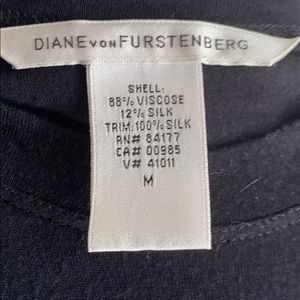 DIANE VON FURSTENBERG
SHELL:
88% VISCOSE
12% SILK
TRIM:100% SILK
RN# 84177
CA# 00985
V# 41011
M